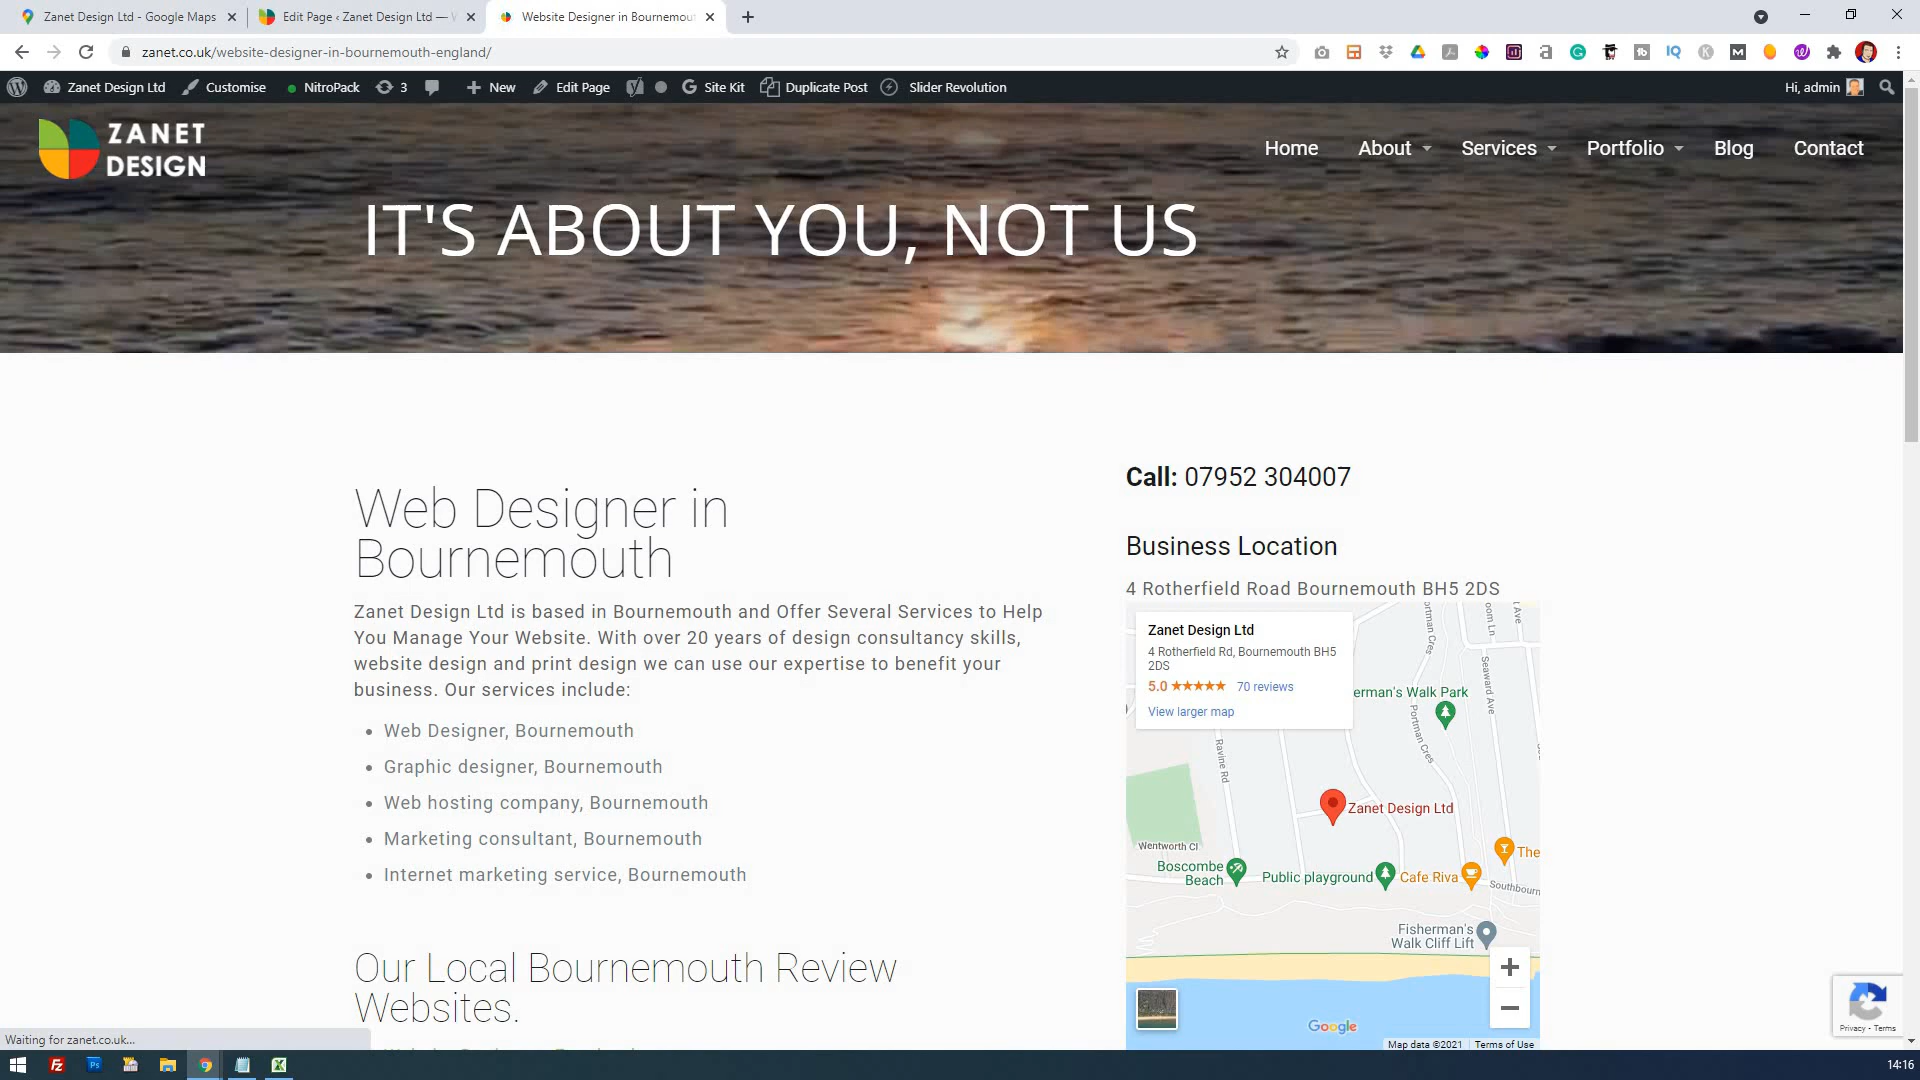 Zanet Design Ltd - Google Maps
Edit Page ‹ Zanet Design Ltd —
Website Designer in Bournemou
zanet.co.uk/website-designer-in-bournemouth-england/
Zanet Design Ltd
Customise
NitroPack
3
New
Edit Page
Site Kit
Duplicate Post
Slider Revolution
Hi, admin
ZANET
DESIGN
Home
About
Services
Portfolio
Blog
Contact
IT'S ABOUT YOU, NOT US
Web Designer in
Bournemouth
Zanet Design Ltd is based in Bournemouth and Offer Several Services to Help
You Manage Your Website. With over 20 years of design consultancy skills,
website design and print design we can use our expertise to benefit your
business. Our services include:
Web Designer, Bournemouth
Graphic designer, Bournemouth
Web hosting company, Bournemouth
Marketing consultant, Bournemouth
Internet marketing service, Bournemouth
Our Local Bournemouth Review
Websites.
Call: 07952 304007
Business Location
4 Rotherfield Road Bournemouth BH5 2DS
Zanet Design Ltd
4 Rotherfield Rd, Bournemouth BH5
2DS
5.0 ★★★★★ 70 reviews
View larger map
erman's Walk Park
Portman Cres
Seaward Ave
Ravine Rd
Zanet Design Ltd
Wentworth Cl
Boscombe
Beach
Public playground
Cafe Riva
The
Southbourn
Fisherman's
Walk Cliff Lift
Google
Map data ©2021
Terms of Use
Privacy - Terms
Waiting for zanet.co.uk...
14:16